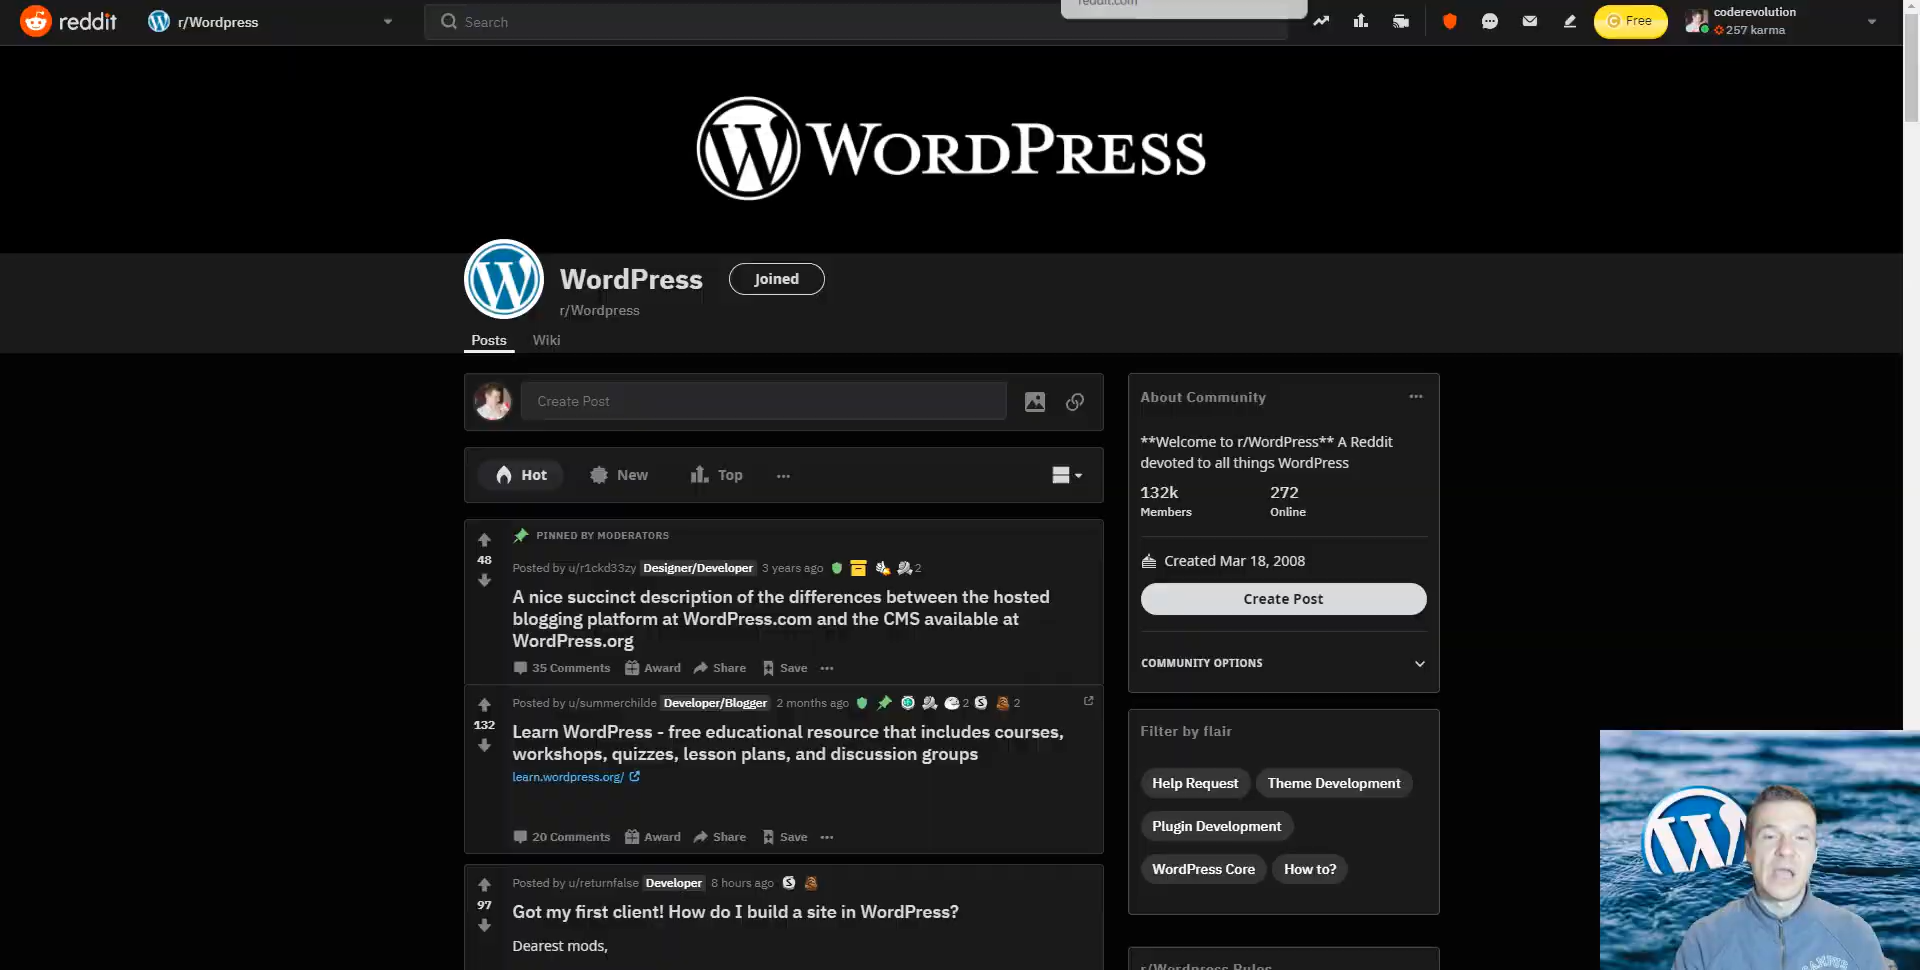 reddit.com
reddit
r/Wordpress
Search
Free
coderevolution
257 karma
WORDPRESS
WordPress
Joined
r/Wordpress
Posts
Wiki
Create Post
Hot
New
Top
PINNED BY MODERATORS
48
Posted by u/r1ckd33zy Designer/Developer 3 years ago 2
A nice succinct description of the differences between the hosted
blogging platform at WordPress.com and the CMS available at
WordPress.org
35 Comments Award Share Save
Posted by u/summerchilde Developer/Blogger 2 months ago 2 2
132
Learn WordPress - free educational resource that includes courses,
workshops, quizzes, lesson plans, and discussion groups
learn.wordpress.org/
20 Comments Award Share Save
Posted by u/returnfalse Developer 8 hours ago
97
Got my first client! How do I build a site in WordPress?
Dearest mods,
About Community
**Welcome to r/WordPress** A Reddit
devoted to all things WordPress
132k
272
Members
Online
Created Mar 18, 2008
Create Post
COMMUNITY OPTIONS
Filter by flair
Help Request
Theme Development
Plugin Development
WordPress Core
How to?
r/Wordpress Rules